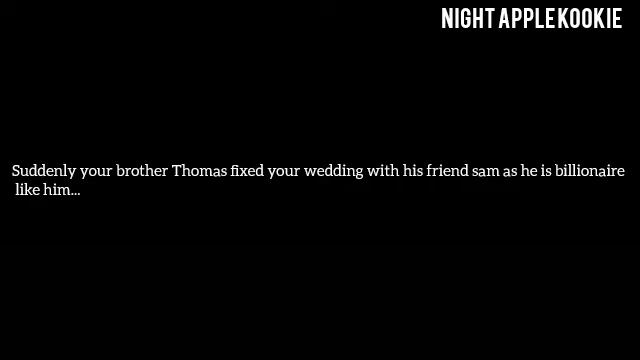 NIGHT APPLE KOOKIE
Suddenly your brother Thomas fixed your wedding with his friend sam as he is billionaire
like him...